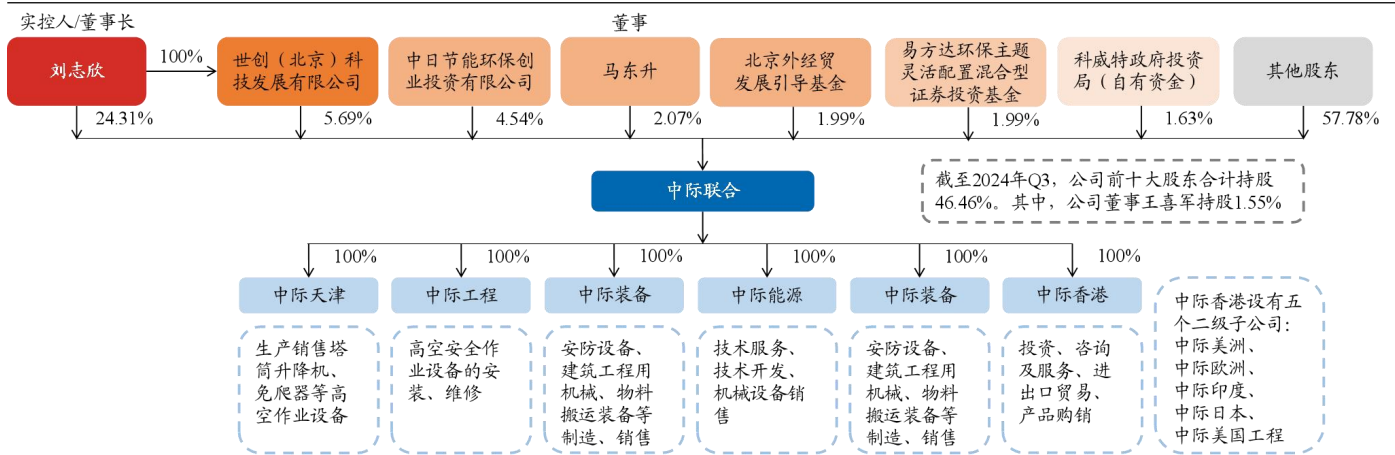 实控人/董事长
董事
刘志欣
100%
世创（北京）科
技发展有限公司
中日节能环保创
业投资有限公司
马东升
北京外经贸
发展引导基金
易方达环保主题
灵活配置混合型
证券投资基金
科威特政府投资
局（自有资金）
其他股东
24.31%
5.69%
4.54%
2.07%
1.99%
1.99%
1.63%
57.78%
中际联合
截至2024年Q3，公司前十大股东合计持股
46.46%。其中，公司董事王喜军持股1.55%
100%
100%
100%
100%
100%
100%
中际天津
中际工程
中际装备
中际能源
中际装备
中际香港
生产销售塔
筒升降机、
免爬器等高
空作业设备
高空安全作
业设备的安
装、维修
安防设备、
建筑工程用
机械、物料
搬运装备等
制造、销售
技术服务、
技术开发、
机械设备销
售
安防设备、
建筑工程用
机械、物料
搬运装备等
制造、销售
投资、咨询
及服务、进
出口贸易、
产品购销
中际香港设有五
个二级子公司：
中际美洲、
中际欧洲、
中际印度、
中际日本、
中际美国工程